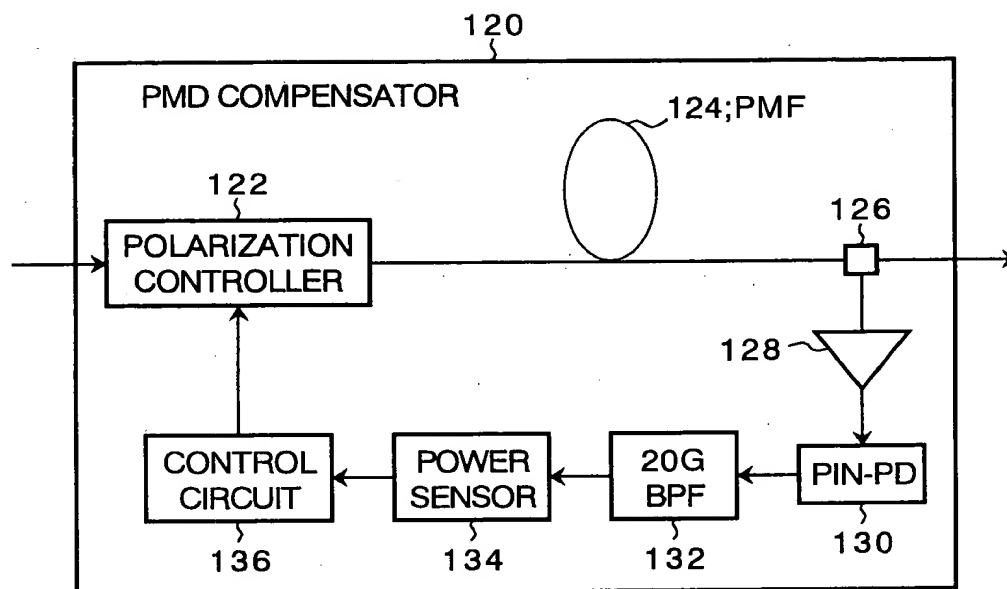 120
PMD COMPENSATOR
124;PMF
122
126
POLARIZATION
CONTROLLER
128
CONTROL
CIRCUIT
POWER
SENSOR
20G
BPF
PIN-PD
136
134
132
130